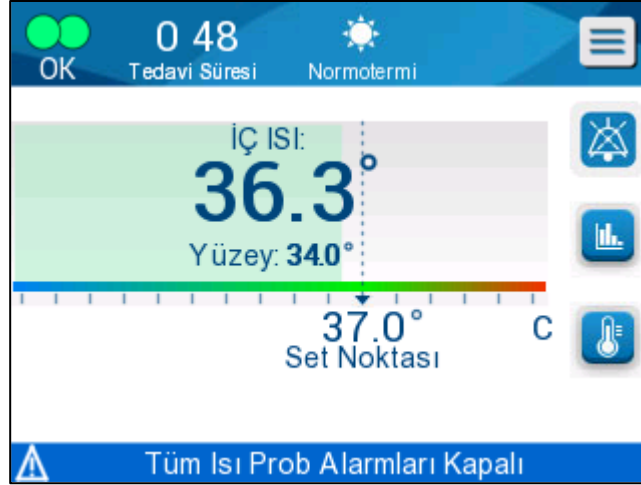 0 48
OK
Tedavi Süresi
Normotermi
İÇ ISI:
36.3°
Yüzey: 34.0°
37.0°
C
Set Noktası
Tüm Isı Prob Alarmları Kapalı